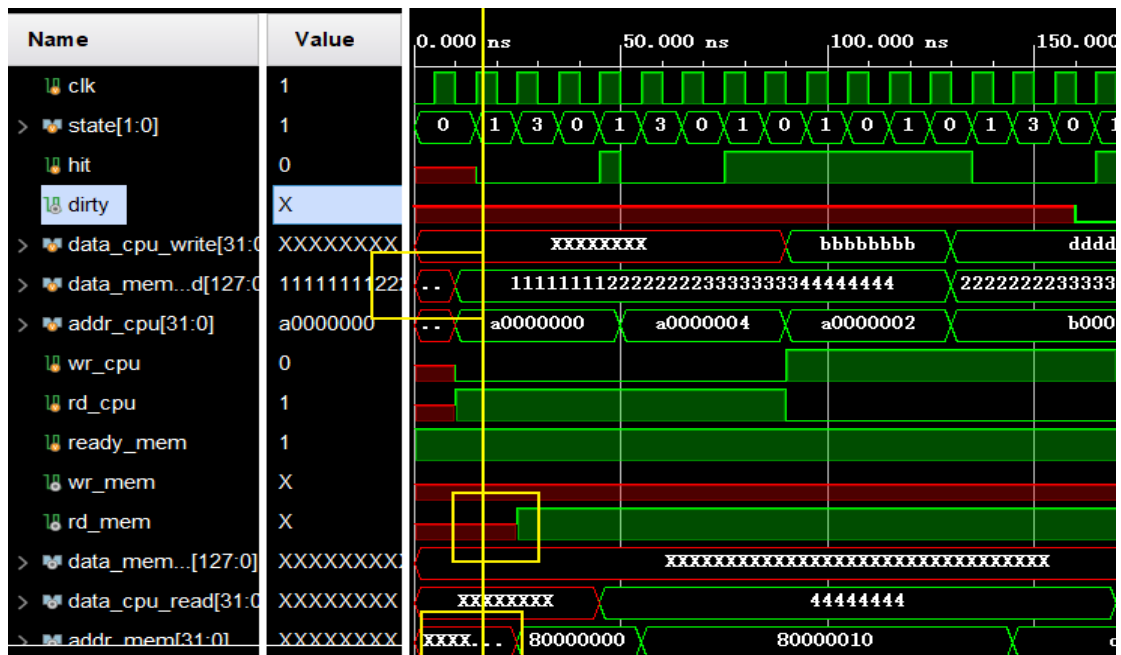 Name Value 0.000 ns 50.000 ns 100.000 ns 150.000
clk 1
state[1:0] 1 0 1 3 0 1 3 0 1 0 1 0 1 0 1 3 0 1
hit 0
dirty X
data_cpu_write[31:0 XXXXXXXX XXXXXXXX bbbbbbbb dddd
data_mem...d[127:0 11111111222 .. 11111111222222223333333344444444 2222222233333
addr_cpu[31:0] a0000000 .. a0000000 a0000004 a0000002 b000
wr_cpu 0
rd_cpu 1
ready_mem 1
wr_mem X
rd_mem X
data_mem...[127:0] XXXXXXXXX XXXXXXXXXXXXXXXXXXXXXXXXXXXXXXXX
data_cpu_read[31:0 XXXXXXXX XXXXXXXX 44444444
addr_mem[31:0] XXXXXXXX XXXX... 80000000 80000010